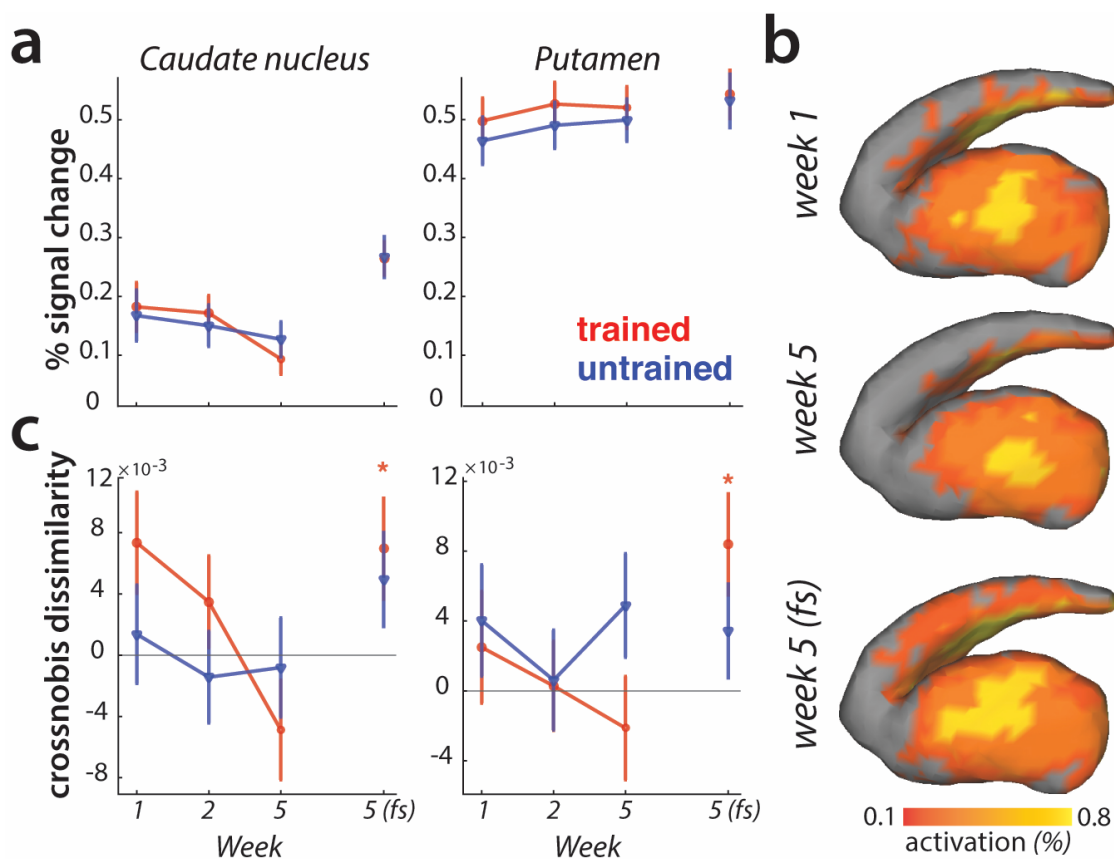 a
Caudate nucleus
Putamen
% signal change
0.5
0.4
0.3
0.2
0.1
0
0.5
0.4
0.3
0.2
0.1
0
trained
untrained
b
week 1
week 5
week 5 (fs)
0.1
0.8
activation (%)
c
crossnobis dissimilarity
×10⁻³
12
8
4
0
-4
-8
*
1 2 5 5 (fs)
Week
×10⁻³
12
8
4
0
-4
*
1 2 5 5 (fs)
Week